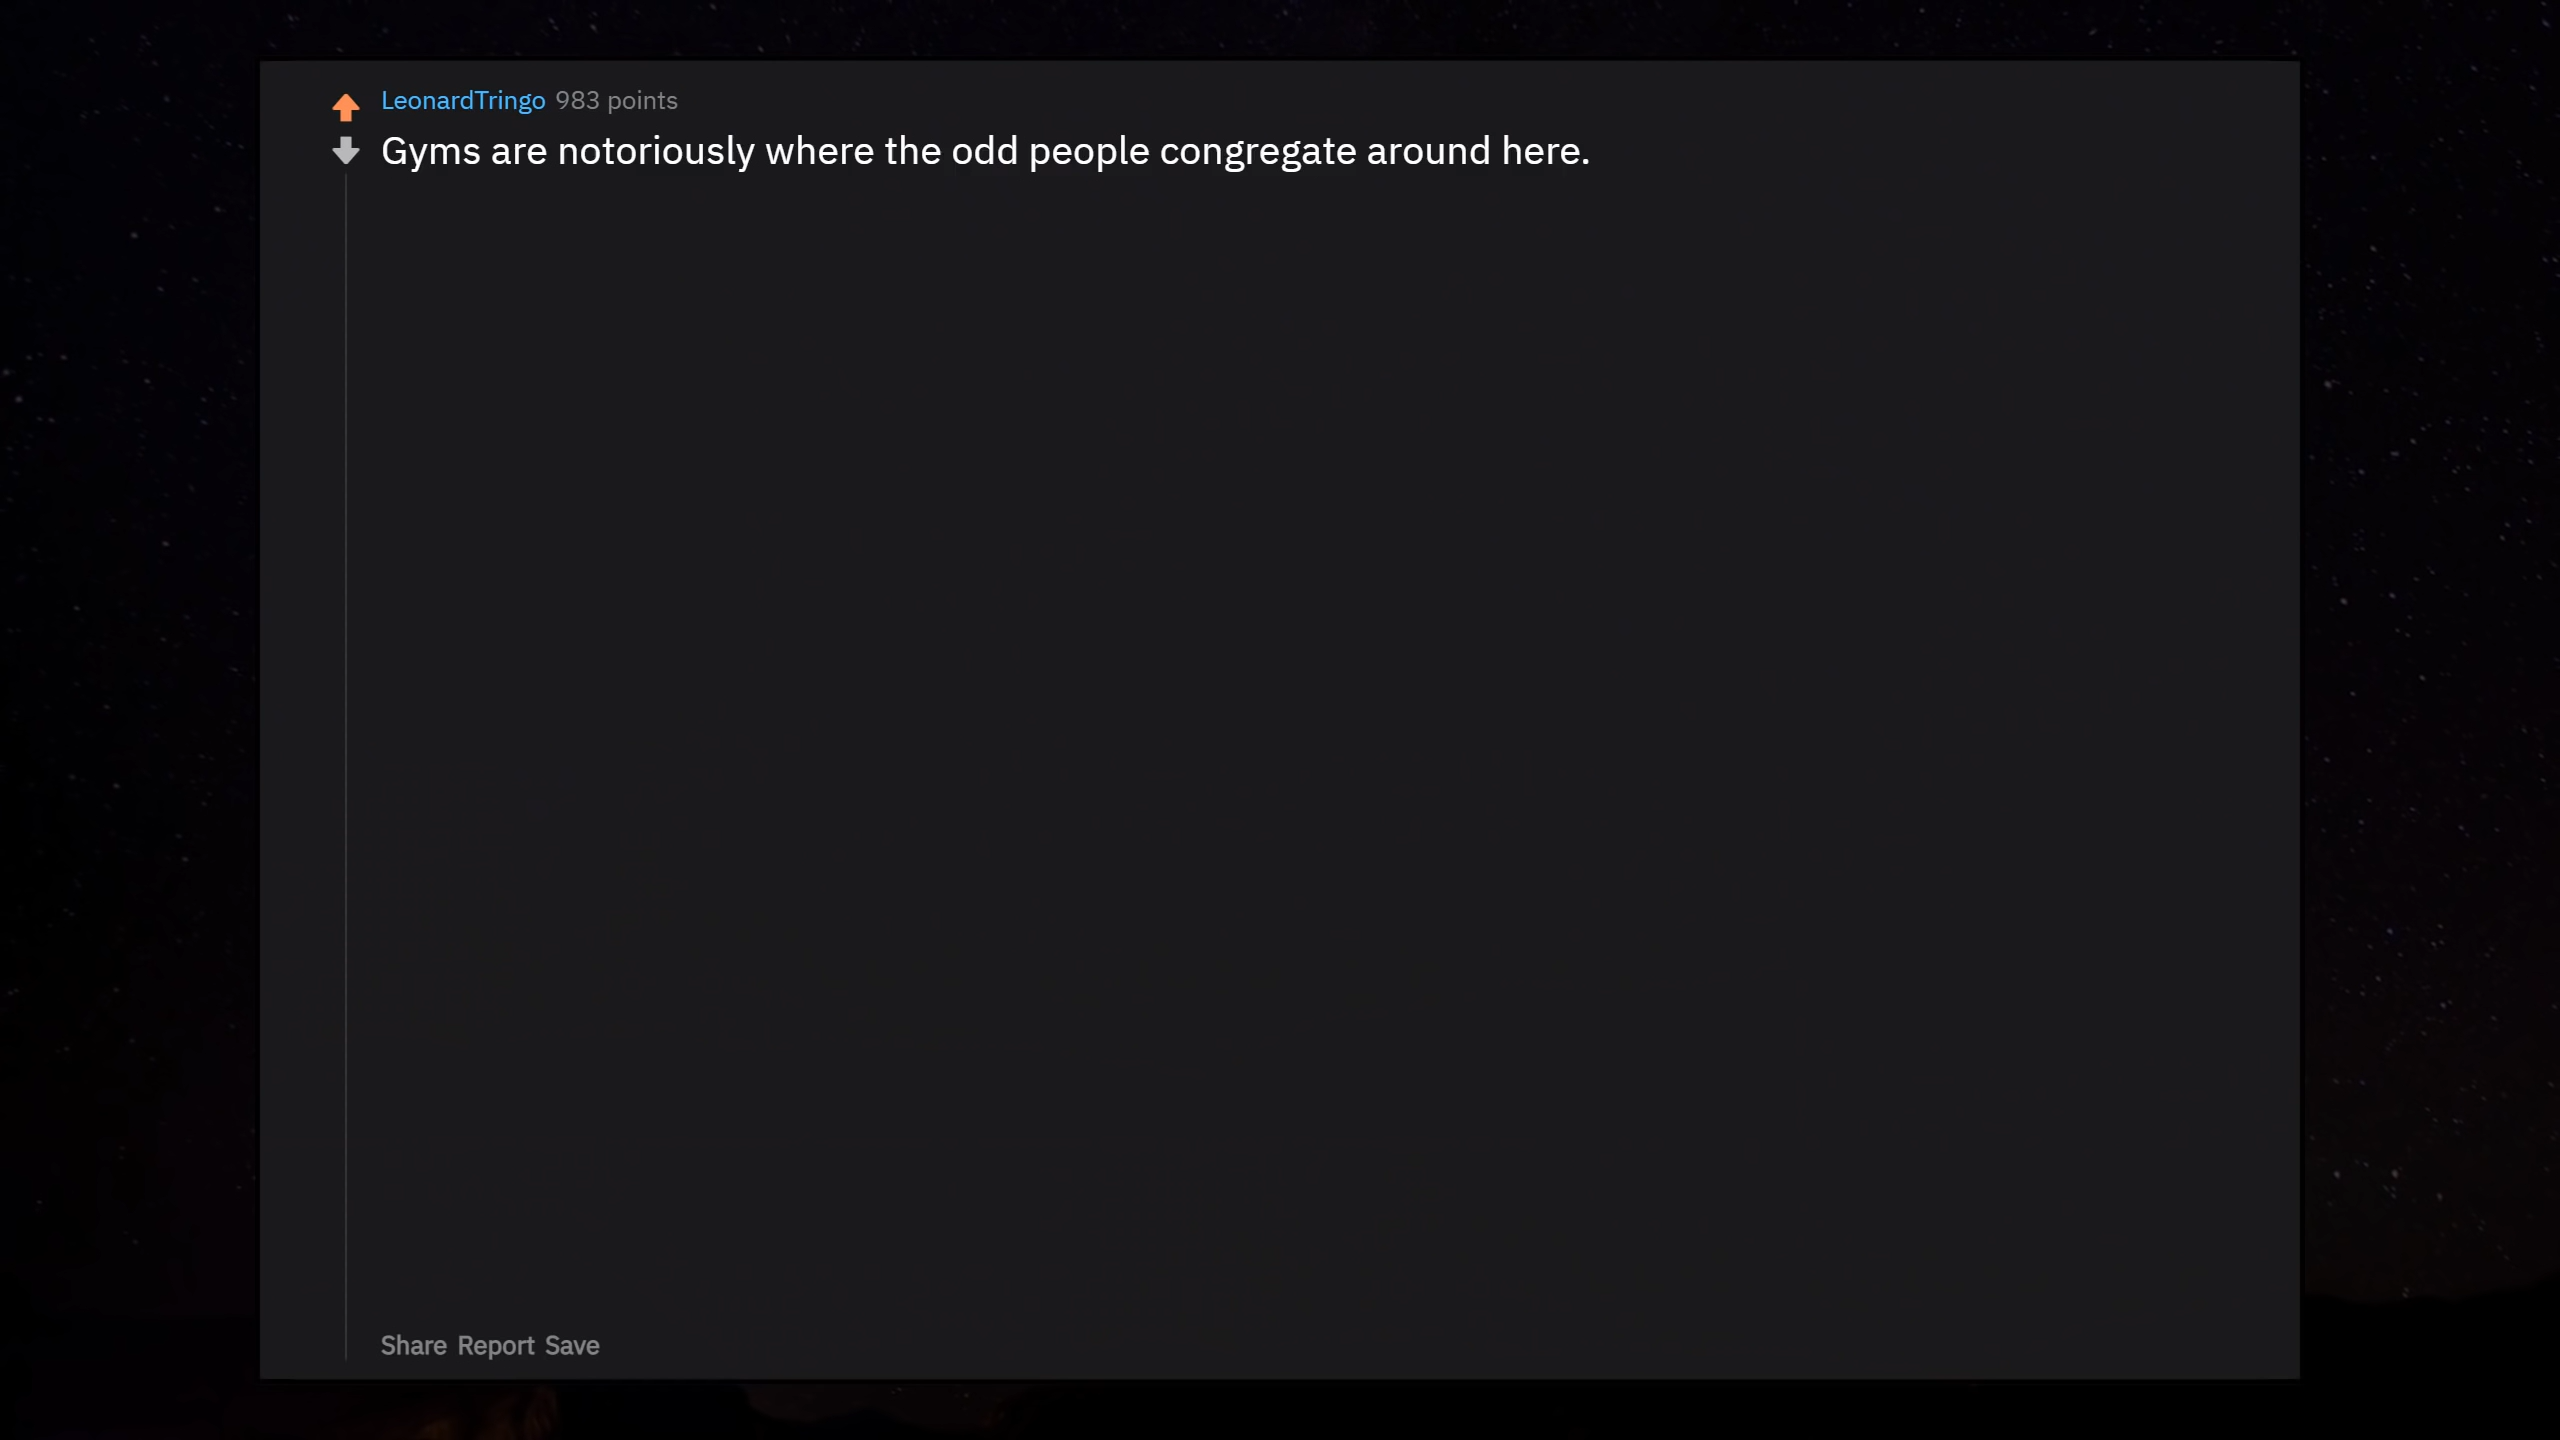 LeonardTringo 983 points
Gyms are notoriously where the odd people congregate around here.
Share Report Save